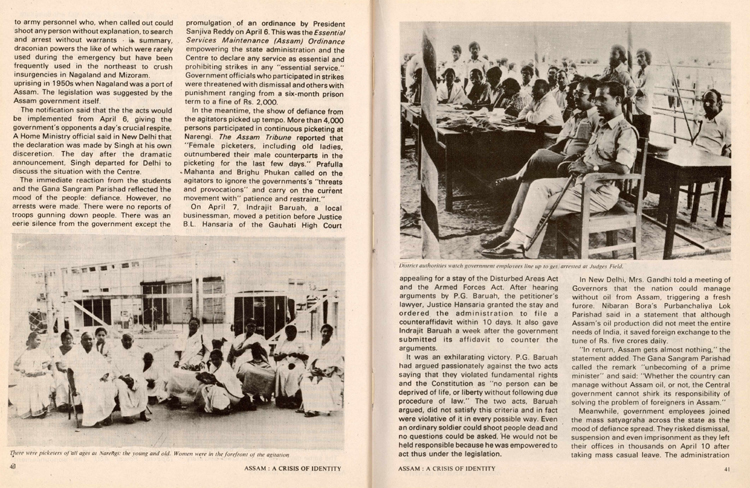 to army personnel who, when called out could
shoot any person without explanation, to search
and arrest without warrants - in summary,
draconian powers the like of which were rarely
used during the emergency but have been
frequently used in the northeast to crush
insurgencies in Nagaland and Mizoram.
uprising in 1950s when Nagaland was a port of
Assam. The legislation was suggested by the
Assam government itself.
The notification said that the the acts would
be implemented from April 6, giving the
government's opponents a day's crucial respite.
A Home Ministry official said in New Delhi that
the declaration was made by Singh at his own
discretion. The day after the dramatic
announcement, Singh departed for Delhi to
discuss the situation with the Centre.
The immediate reaction from the students
and the Gana Sangram Parishad reflected the
mood of the people: defiance. However, no
arrests were made. There were no reports of
troops gunning down people. There was an
eerie silence from the government except the
promulgation of an ordinance by President
Sanjiva Reddy on April 6. This was the Essential
Services Maintenance (Assam) Ordinance
empowering the state administration and the
Centre to declare any service as essential and
prohibiting strikes in any "essential service."
Government officials who participated in strikes
were threatened with dismissal and others with
punishment ranging from a six-month prison
term to a fine of Rs. 2,000.
In the meantime, the show of defiance from
the agitators picked up tempo. More than 4,000
persons participated in continuous picketing at
Narengi. The Assam Tribune reported that
"Female picketers, including old ladies,
outnumbered their male counterparts in the
picketing for the last few days." Prafulla
Mahanta and Brighu Phukan called on the
agitators to ignore the governments's "threats
and provocations" and carry on the current
movement with" patience and restraint."
On April 7, Indrajit Baruah, a local
businessman, moved a petition before Justice
B.L. Hansaria of the Gauhati High Court
There were picketers of all ages at Narengi: the young and old. Women were in the forefront of the agitation
40
ASSAM : A CRISIS OF IDENTITY
District authorities watch government employees line up to get arrested at Judges Field.
appealing for a stay of the Disturbed Areas Act
and the Armed Forces Act. After hearing
arguments by P.G. Baruah, the petitioner's
lawyer, Justice Hansaria granted the stay and
ordered the administration to file a
counteraffidavit within 10 days. It also gave
Indrajit Baruah a week after the government
submitted its affidavit to counter the
arguments.
It was an exhilarating victory. P.G. Baruah
had argued passionately against the two acts
saying that they violated fundamental rights
and the Constitution as "no person can be
deprived of life, or liberty without following due
procedure of law." The two acts, Baruah
argued, did not satisfy this criteria and in fact
were violative of it in every possible way. Even
an ordinary soldier could shoot people dead and
no questions could be asked. He would not be
held responsible because he was empowered to
act thus under the legislation.
In New Delhi, Mrs. Gandhi told a meeting of
Governors that the nation could manage
without oil from Assam, triggering a fresh
furore. Nibaran Bora's Purbanchaliya Lok
Parishad said in a statement that although
Assam's oil production did not meet the entire
needs of India, it saved foreign exchange to the
tune of Rs. five crores daily.
"In return, Assam gets almost nothing," the
statement added. The Gana Sangram Parishad
called the remark "unbecoming of a prime
minister" and said: "Whether the country can
manage without Assam oil, or not, the Central
government cannot shirk its responsibility of
solving the problem of foreigners in Assam."
Meanwhile, government employees joined
the mass satyagraha across the state as the
mood of defiance spread. They risked dismissal,
suspension and even imprisonment as they left
their offices in thousands on April 10 after
taking mass casual leave. The administration
ASSAM : A CRISIS OF IDENTITY
41